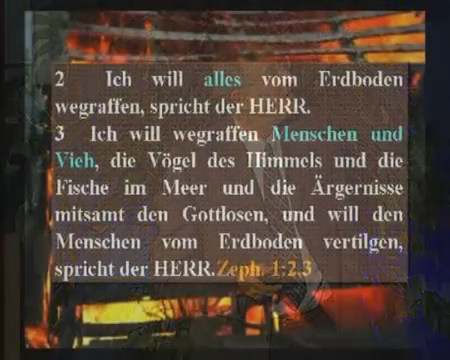 2 Ich will alles vom Erdboden
wegraffen, spricht der HERR.
3 Ich will wegraffen Menschen und
Vieh, die Vögel des Himmels und die
Fische im Meer und die Ärgernisse
mitsamt den Gottlosen, und will den
Menschen vom Erdboden vertilgen,
spricht der HERR. Zeph. 1:2.3